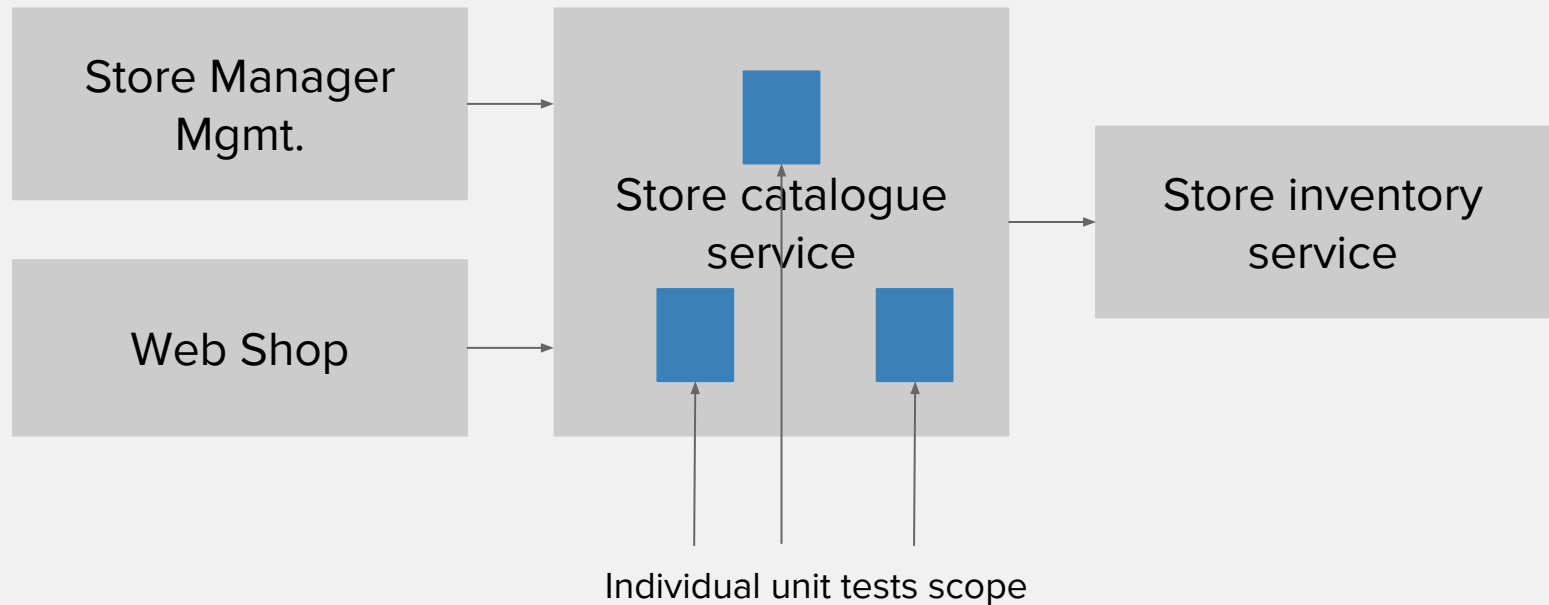 Store Manager
Mgmt.
Store catalogue
service
Store inventory
service
Web Shop
Individual unit tests scope